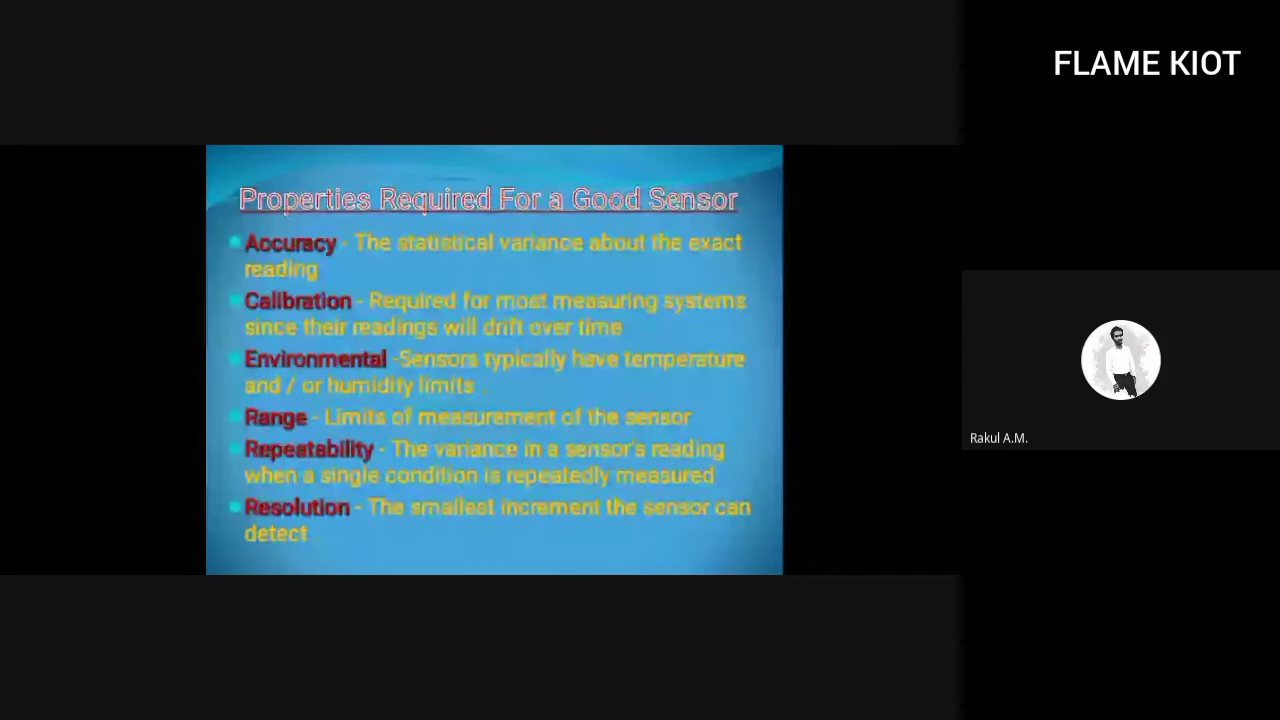 FLAME KIOT
Properties Required For a Good Sensor
Accuracy - The statistical variance about the exact
reading
Calibration - Required for most measuring systems
since their readings will drift over time
Environmental -Sensors typically have temperature
and / or humidity limits
Range - Limits of measurement of the sensor
Repeatability - The variance in a sensor's reading
when a single condition is repeatedly measured
Resolution - The smallest increment the sensor can
detect
Rakul A.M.